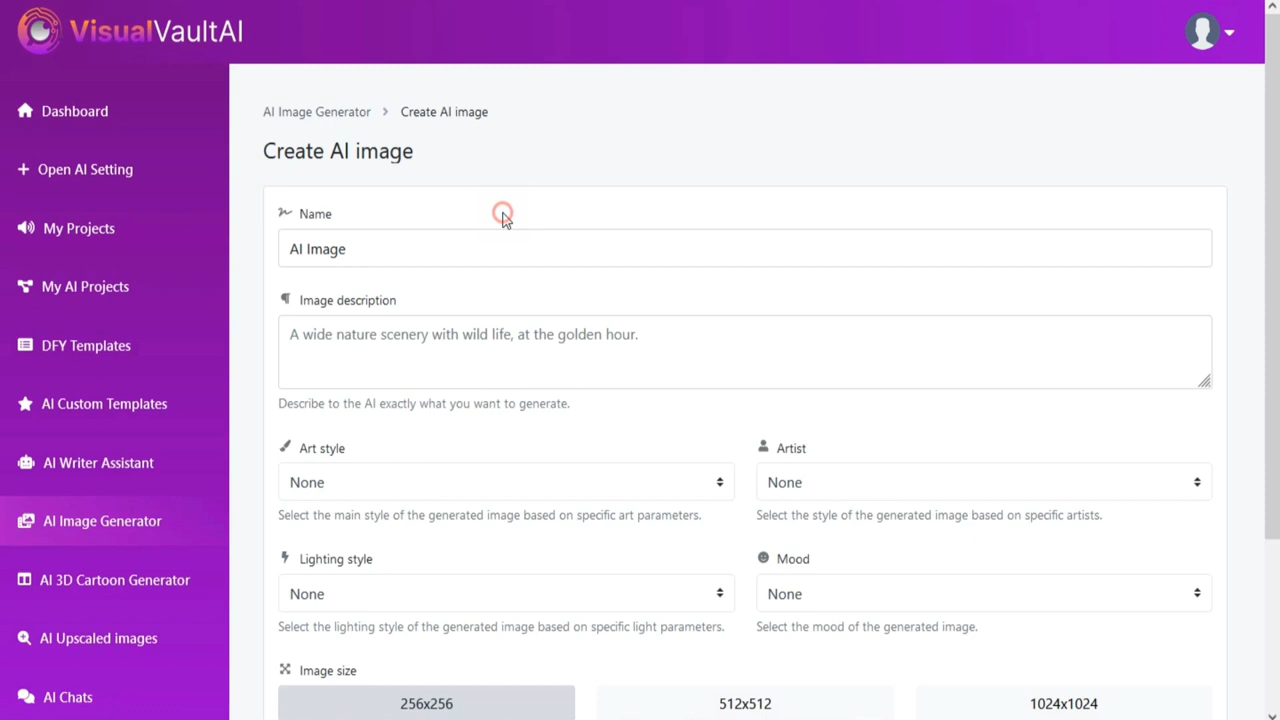 VisualVaultAI
Dashboard
Open AI Setting
My Projects
My AI Projects
DFY Templates
AI Custom Templates
AI Writer Assistant
AI Image Generator
AI 3D Cartoon Generator
AI Upscaled images
AI Chats
AI Image Generator > Create AI image
Create AI image
Name
AI Image
Image description
A wide nature scenery with wild life, at the golden hour.
Describe to the AI exactly what you want to generate.
Art style
None
Select the main style of the generated image based on specific art parameters.
Artist
None
Select the style of the generated image based on specific artists.
Lighting style
None
Select the lighting style of the generated image based on specific light parameters.
Mood
None
Select the mood of the generated image.
Image size
256x256
512x512
1024x1024